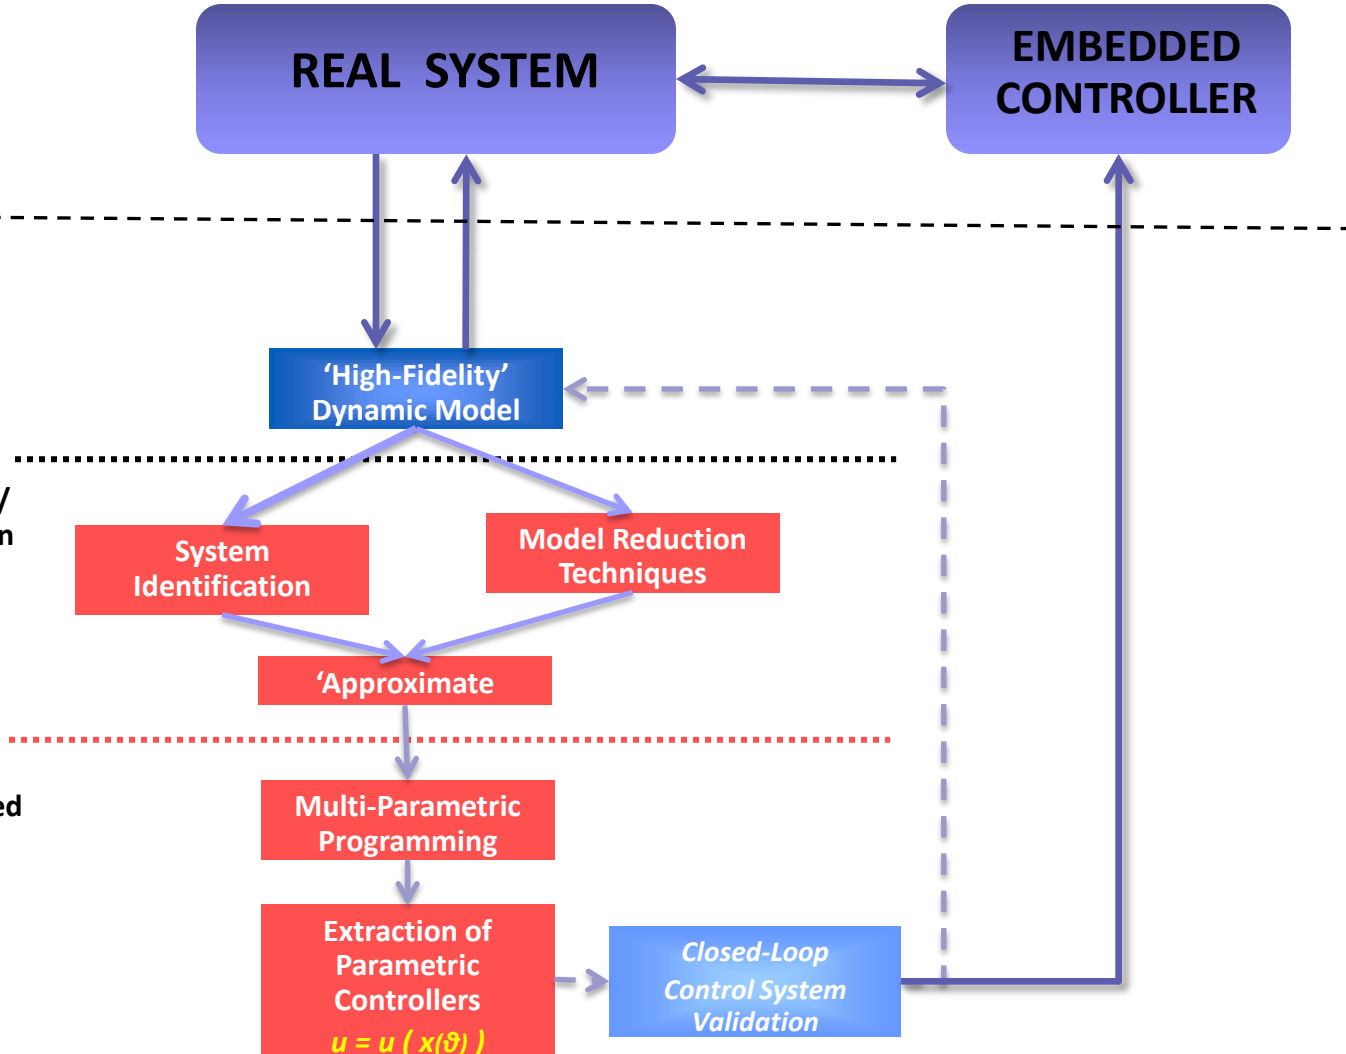 REAL SYSTEM
EMBEDDED
CONTROLLER
‘High-Fidelity’
Dynamic Model
/
n
System
Identification
Model Reduction
Techniques
‘Approximate
ed
Multi-Parametric
Programming
Extraction of
Parametric
Controllers
u = u ( x(θ) )
Closed-Loop
Control System
Validation